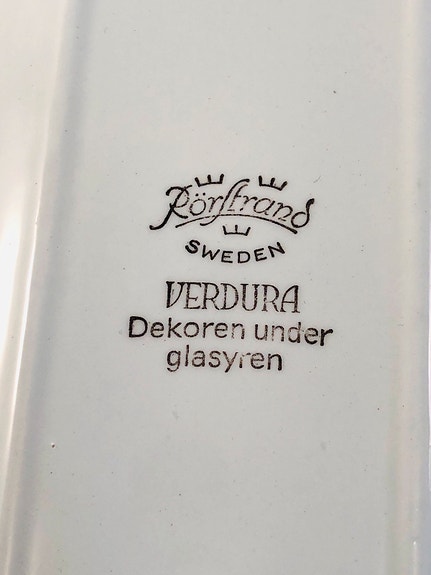 Rörstrand
SWEDEN
VERDURA
Dekoren under
glasyren